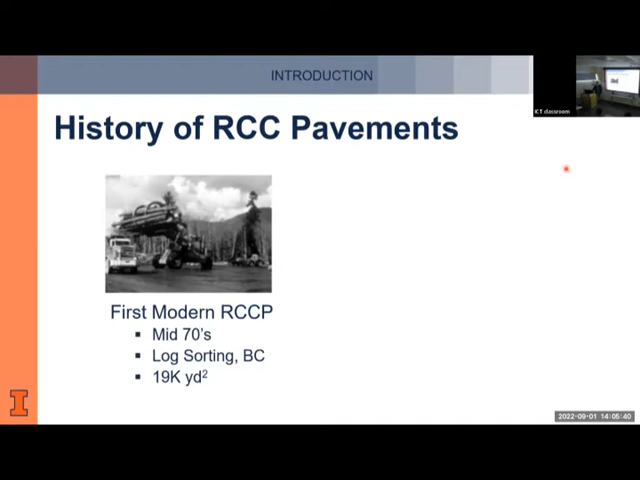 INTRODUCTION
ICT classroom
History of RCC Pavements
First Modern RCCP
▪ Mid 70's
▪ Log Sorting, BC
▪ 19K yd²
I
2022-09-01 14:05:40